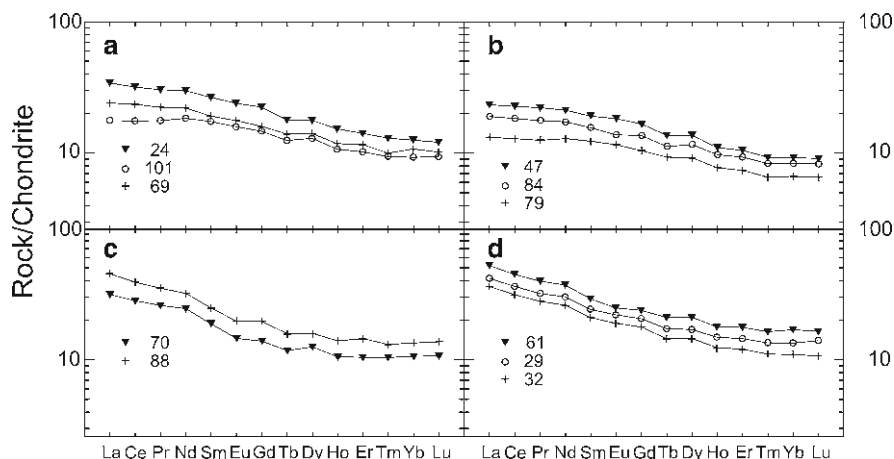 100
100
a
b
24
101
69
47
84
79
10
10
100
100
Rock/Chondrite
c
d
70
88
61
29
32
10
10
La Ce Pr Nd Sm Eu Gd Tb Dy Ho Er Tm Yb Lu
La Ce Pr Nd Sm Eu Gd Tb Dy Ho Er Tm Yb Lu